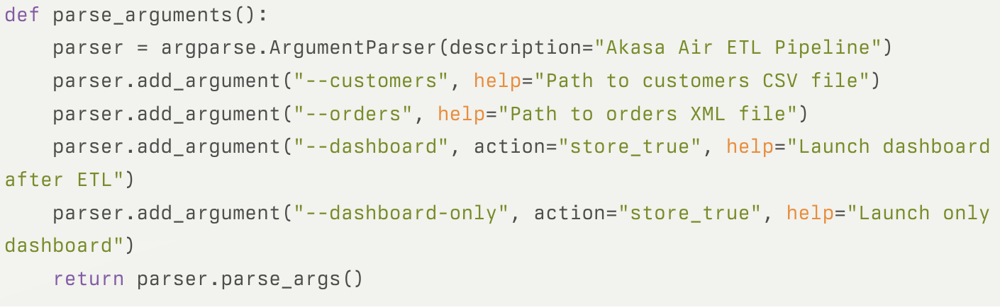 def parse_arguments():
    parser = argparse.ArgumentParser(description="Akasa Air ETL Pipeline")
    parser.add_argument("--customers", help="Path to customers CSV file")
    parser.add_argument("--orders", help="Path to orders XML file")
    parser.add_argument("--dashboard", action="store_true", help="Launch dashboard
after ETL")
    parser.add_argument("--dashboard-only", action="store_true", help="Launch only
dashboard")
    return parser.parse_args()